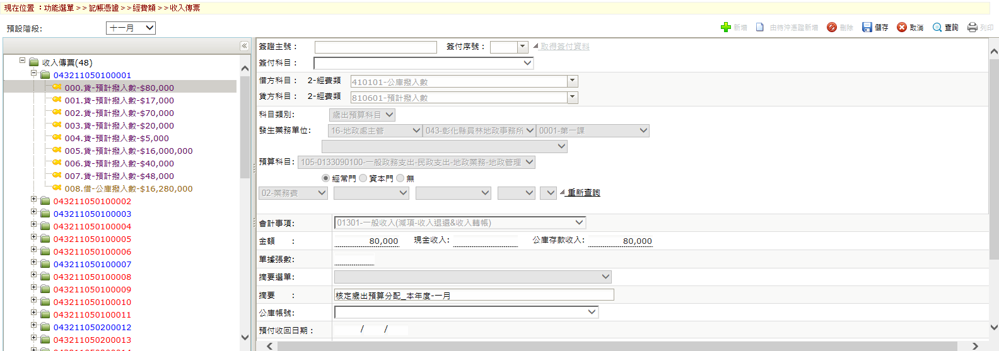 現在位置 ：功能選單 >> 記帳憑證 >> 經費類 >> 收入傳票
預設階段: 十一月 新增 由待沖憑證新增 刪除 儲存 取消 查詢 列印
收入傳票(48)
043211050100001
000.貸-預計撥入數-$80,000
001.貸-預計撥入數-$17,000
002.貸-預計撥入數-$70,000
003.貸-預計撥入數-$20,000
004.貸-預計撥入數-$5,000
005.貸-預計撥入數-$16,000,000
006.貸-預計撥入數-$40,000
007.貸-預計撥入數-$48,000
008.借-公庫撥入數-$16,280,000
043211050100002
043211050100003
043211050100004
043211050100005
043211050100006
043211050100007
043211050100008
043211050100009
043211050100010
043211050100011
043211050200012
043211050200013
簽證主號： 簽付序號： 取得簽付資料
簽付科目：
借方科目： 2-經費類 410101-公庫撥入數
貸方科目： 2-經費類 810601-預計撥入數
科目類別: 歲出預算科目
發生業務單位: 16-地政處主管 043-彰化縣員林地政事務所 0001-第一課
預算科目: 105-0133090100-一般政務支出-民政支出-地政業務-地政管理
經常門 資本門 無
02-業務費 重新查詢
會計事項: 01301-一般收入(減項-收入退還&收入轉帳)
金額 : 80,000 現金收入: 公庫存款收入: 80,000
單據張數:
摘要選單:
摘要 : 核定歲出預算分配_本年度-一月
公庫帳號:
預付收回日期： / /